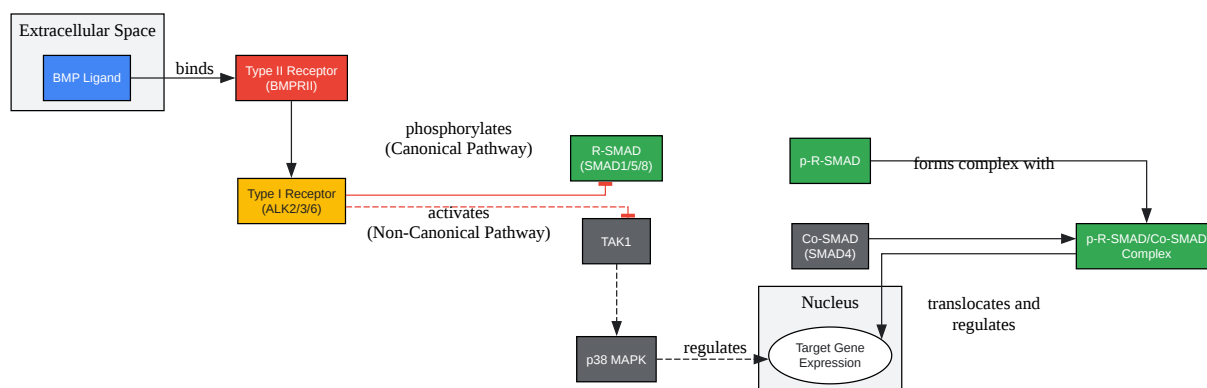 Extracellular Space
BMP Ligand
binds
Type II Receptor
(BMPRII)
phosphorylates
(Canonical Pathway)
R-SMAD
(SMAD1/5/8)
p-R-SMAD
forms complex with
Type I Receptor
(ALK2/3/6)
activates
(Non-Canonical Pathway)
TAK1
Co-SMAD
(SMAD4)
p-R-SMAD/Co-SMAD
Complex
Nucleus
translocates and
regulates
p38 MAPK
regulates
Target Gene
Expression